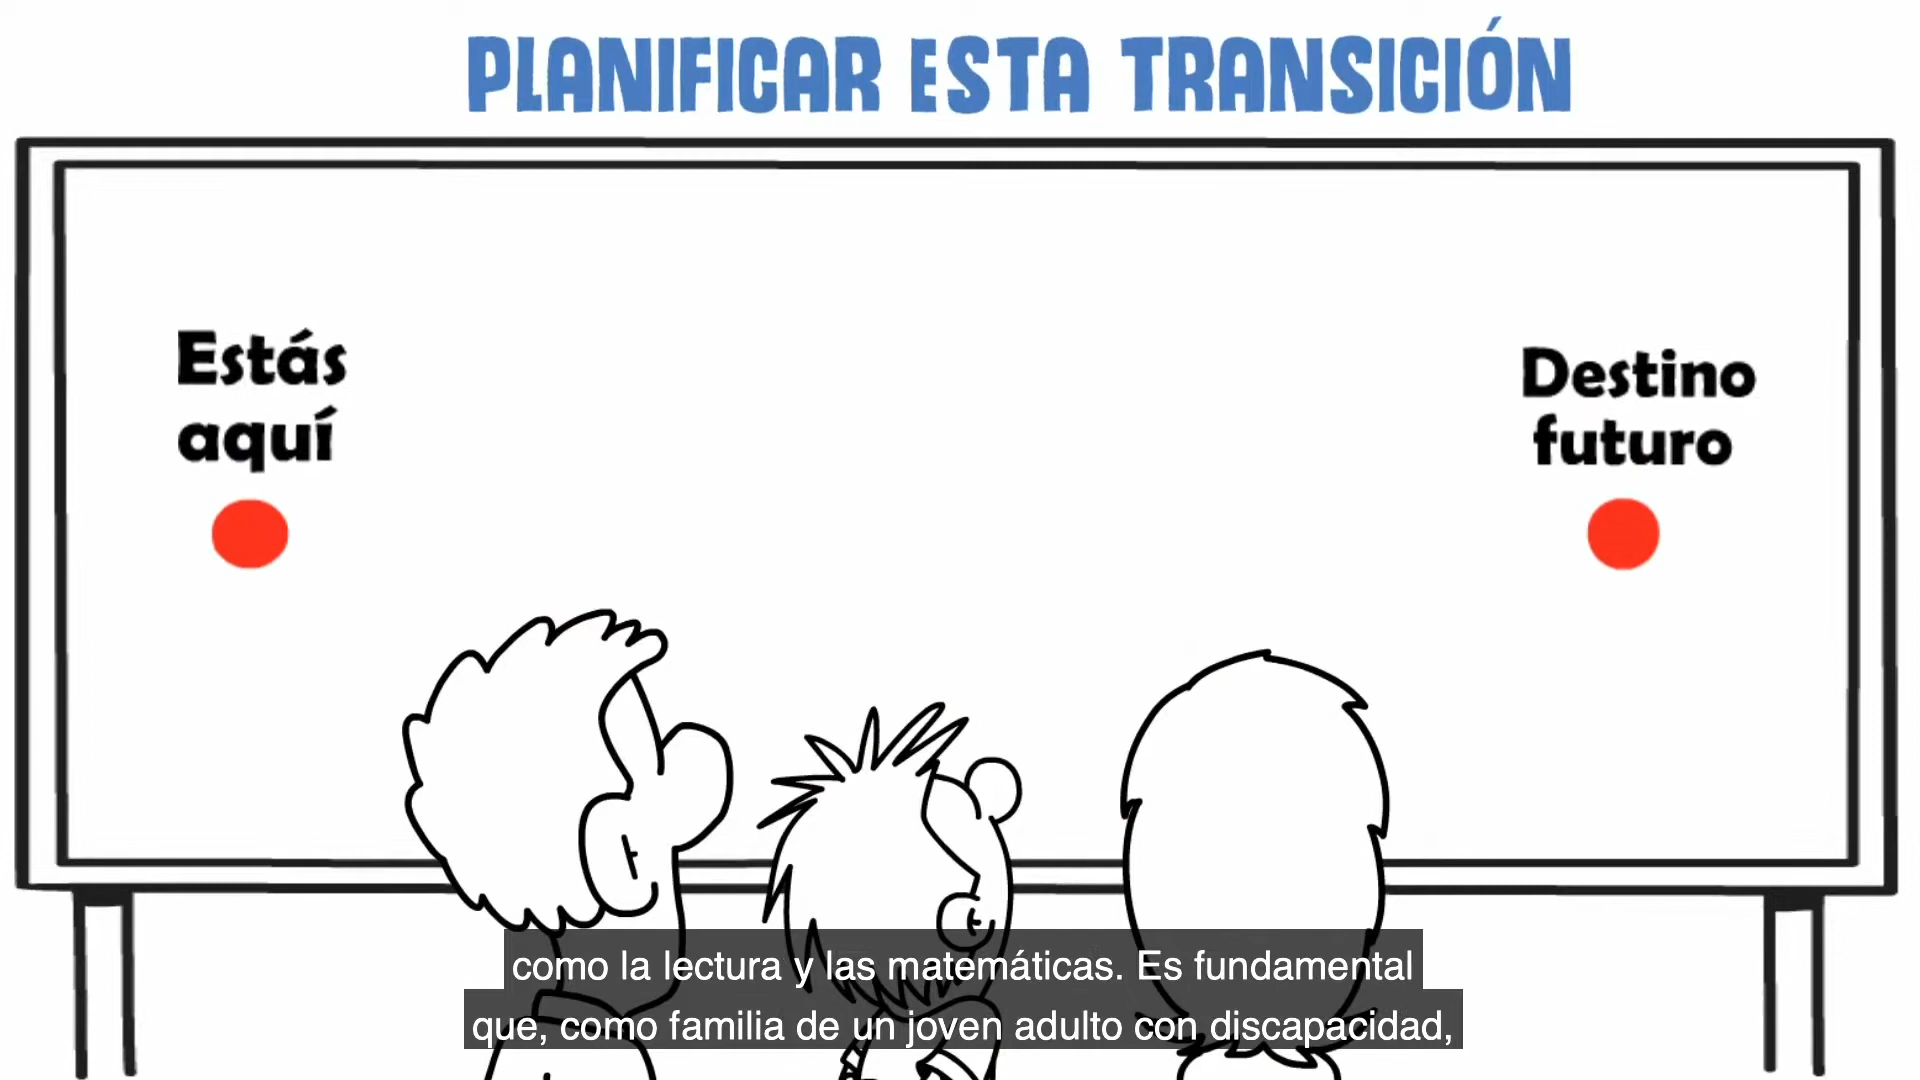 PLANIFICAR ESTA TRANSICIÓN
Estás
aquí
Destino
futuro
como la lectura y las matemáticas. Es fundamental
que, como familia de un joven adulto con discapacidad,